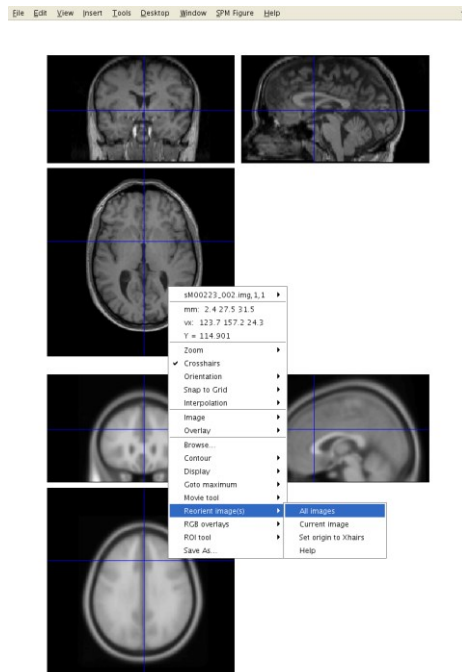 File Edit View Insert Tools Desktop Window SPM Figure Help
sM00223_002.img,1,1
mm: 2.4 27.5 31.5
vx: 123.7 157.2 24.3
Y = 114.901
Zoom
Crosshairs
Orientation
Snap to Grid
Interpolation
Image
Overlay
Browse...
Contour
Display
Goto maximum
Movie tool
Reorient image(s)
RGB overlays
ROI tool
Save As...
All images
Current image
Set origin to Xhairs
Help